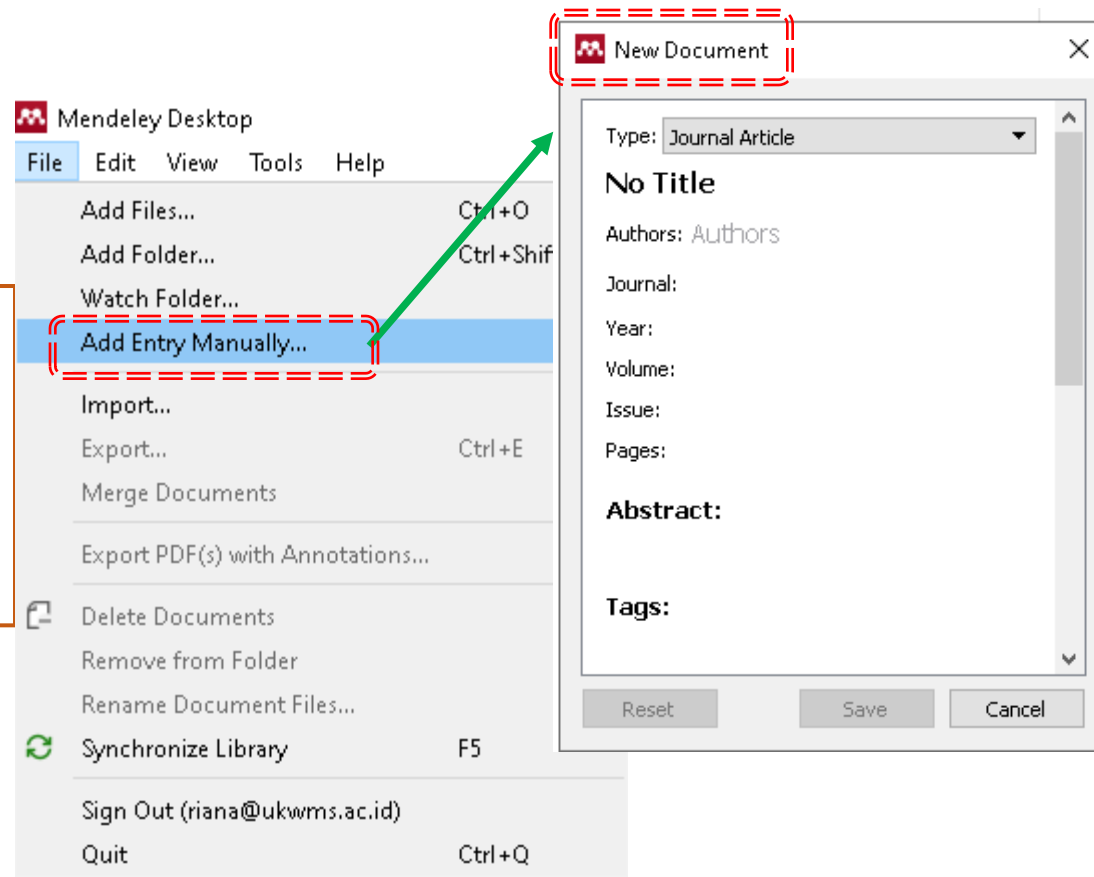 Mendeley Desktop
File Edit View Tools Help
Add Files... Ctrl+O
Add Folder... Ctrl+Shif
Watch Folder...
Add Entry Manually...
Import...
Export... Ctrl+E
Merge Documents
Export PDF(s) with Annotations...
Delete Documents
Remove from Folder
Rename Document Files...
Synchronize Library F5
Sign Out (riana@ukwms.ac.id)
Quit Ctrl+Q
New Document
Type: Journal Article
No Title
Authors: Authors
Journal:
Year:
Volume:
Issue:
Pages:
Abstract:
Tags:
Reset Save Cancel